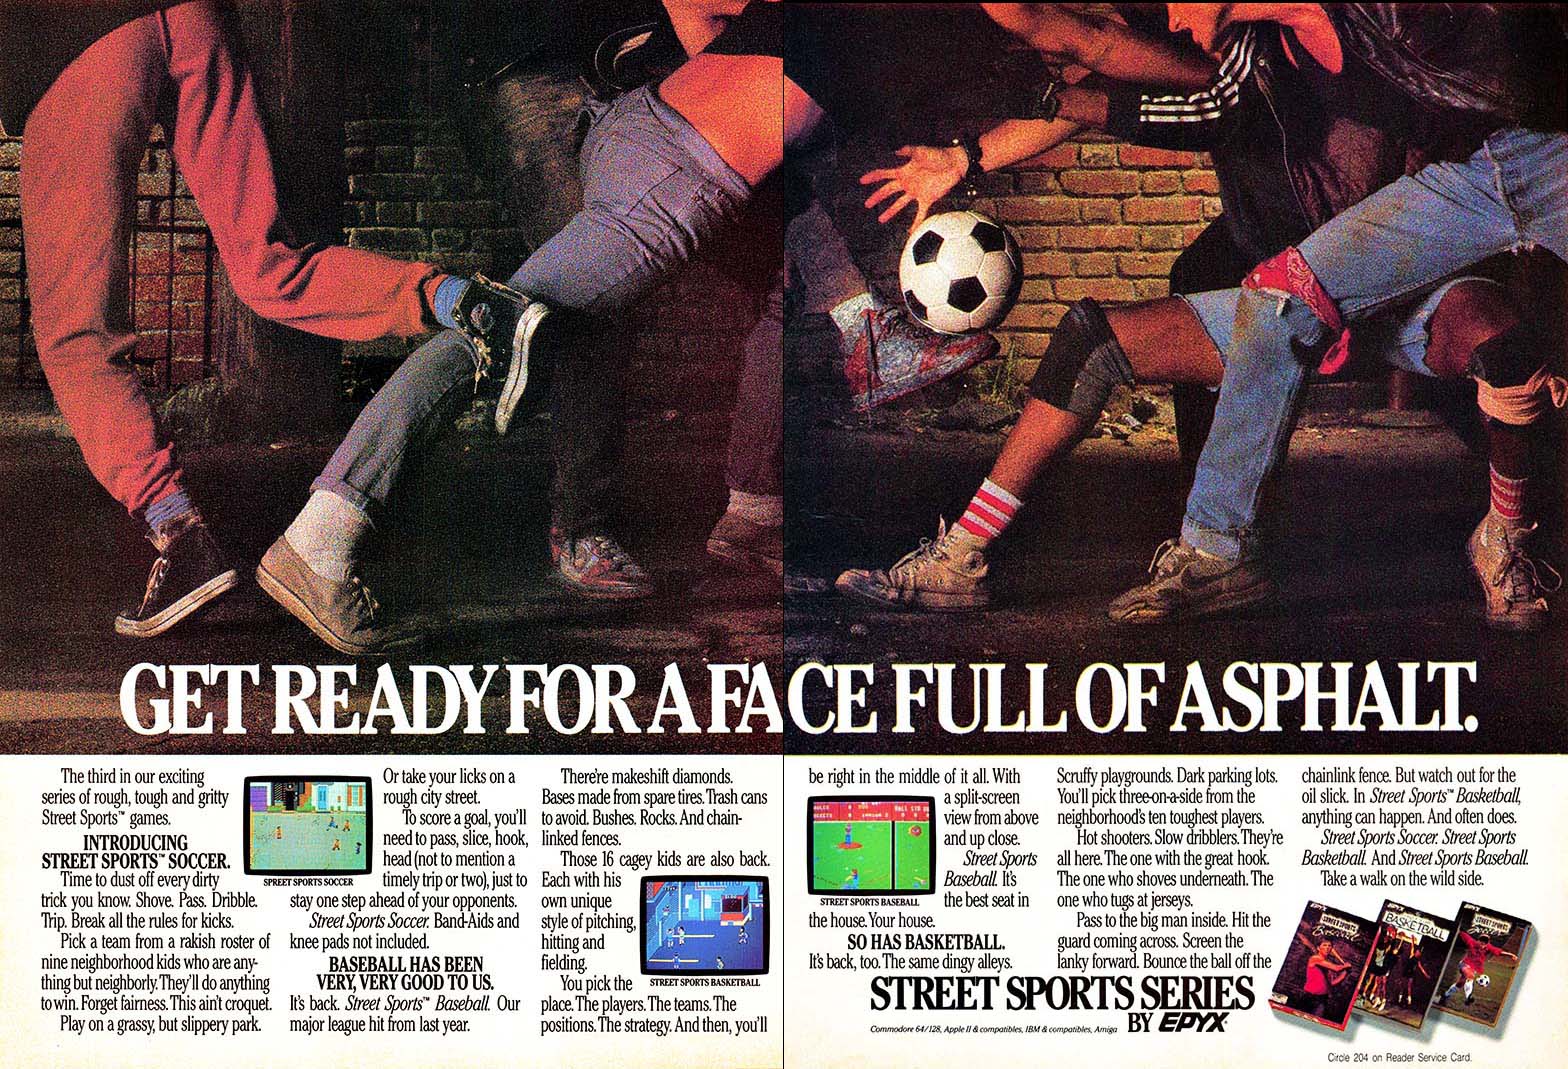 GET READY FOR A FACE FULL OF ASPHALT.
The third in our exciting
series of rough, tough and gritty
Street Sports™ games.
INTRODUCING
STREET SPORTS™ SOCCER.
Time to dust off every dirty
trick you know. Shove. Pass. Dribble.
Trip. Break all the rules for kicks.
Pick a team from a rakish roster of
nine neighborhood kids who are any-
thing but neighborly. They'll do anything
to win. Forget fairness. This ain't croquet.
Play on a grassy, but slippery park.
SPREET SPORTS SOCCER
Or take your licks on a
rough city street.
To score a goal, you'll
need to pass, slice, hook,
head (not to mention a
timely trip or two), just to
stay one step ahead of your opponents.
Street Sports Soccer. Band-Aids and
knee pads not included.
BASEBALL HAS BEEN
VERY, VERY GOOD TO US.
It's back. Street Sports™ Baseball. Our
major league hit from last year.
There're makeshift diamonds.
Bases made from spare tires. Trash cans
to avoid. Bushes. Rocks. And chain-
linked fences.
Those 16 cagey kids are also back.
Each with his
own unique
style of pitching,
hitting and
fielding.
You pick the
place. The players. The teams. The
positions. The strategy. And then, you'll
STREET SPORTS BASKETBALL
be right in the middle of it all. With
a split-screen
view from above
and up close.
Street Sports
Baseball. It's
the best seat in
the house. Your house.
STREET SPORTS BASEBALL
SO HAS BASKETBALL.
It's back, too. The same dingy alleys.
Scruffy playgrounds. Dark parking lots.
You'll pick three-on-a-side from the
neighborhood's ten toughest players.
Hot shooters. Slow dribblers. They're
all here. The one with the great hook.
The one who shoves underneath. The
one who tugs at jerseys.
Pass to the big man inside. Hit the
guard coming across. Screen the
lanky forward. Bounce the ball off the
chainlink fence. But watch out for the
oil slick. In Street Sports™ Basketball,
anything can happen. And often does.
Street Sports Soccer. Street Sports
Basketball. And Street Sports Baseball.
Take a walk on the wild side.
BASKETBALL
STREET SPORTS SERIES
BY EPYX®
Commodore 64/128, Apple II & compatibles, IBM & compatibles, Amiga
Circle 204 on Reader Service Card.